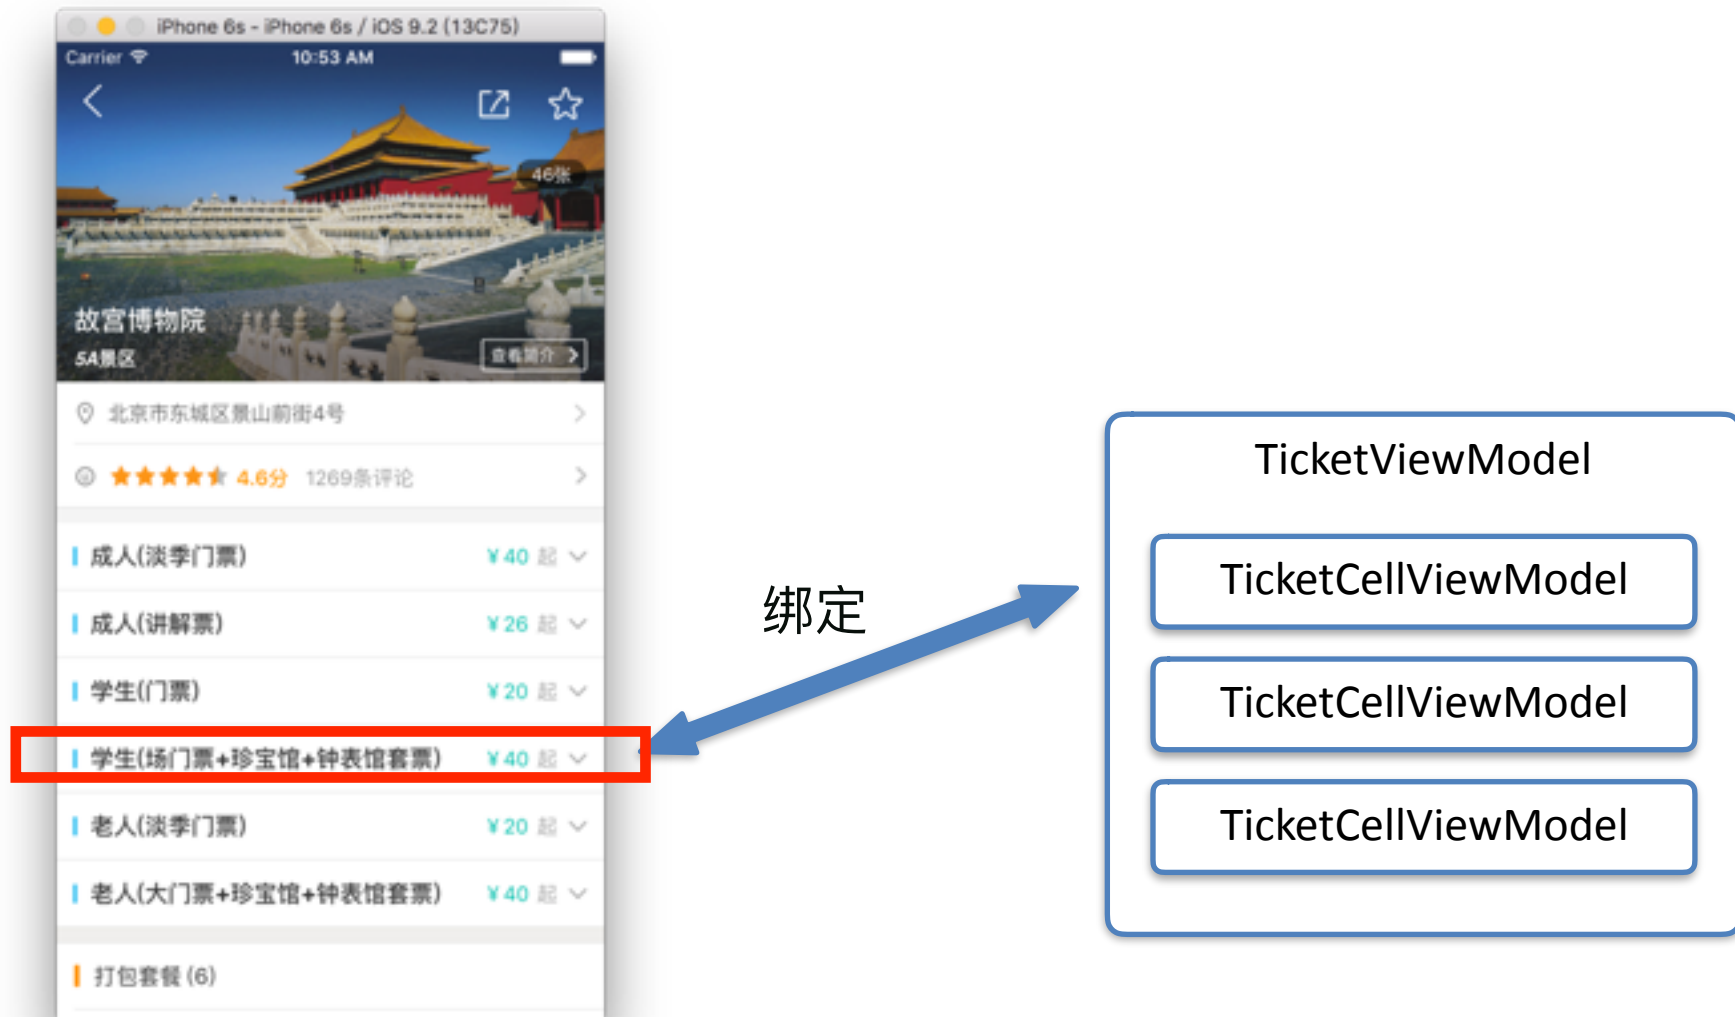 iPhone 6s - iPhone 6s / iOS 9.2 (13C75)
Carrier 10:53 AM
46张
故宫博物院
5A景区
查看简介
北京市东城区景山前街4号
4.6分 1269条评论
成人(淡季门票) ¥40 起
成人(讲解票) ¥26 起
学生(门票) ¥20 起
学生(场门票+珍宝馆+钟表馆套票) ¥40 起
老人(淡季门票) ¥20 起
老人(大门票+珍宝馆+钟表馆套票) ¥40 起
打包套餐 (6)
绑定
TicketViewModel
TicketCellViewModel
TicketCellViewModel
TicketCellViewModel